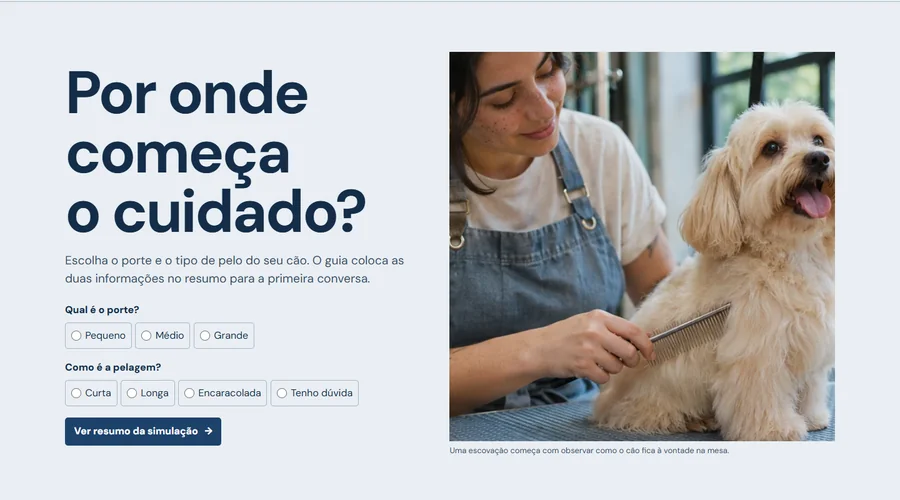 Por onde
começa
o cuidado?
Escolha o porte e o tipo de pelo do seu cão. O guia coloca as
duas informações no resumo para a primeira conversa.
Qual é o porte?
Pequeno
Médio
Grande
Como é a pelagem?
Curta
Longa
Encaracolada
Tenho dúvida
Ver resumo da simulação →
Uma escovação começa com observar como o cão fica à vontade na mesa.